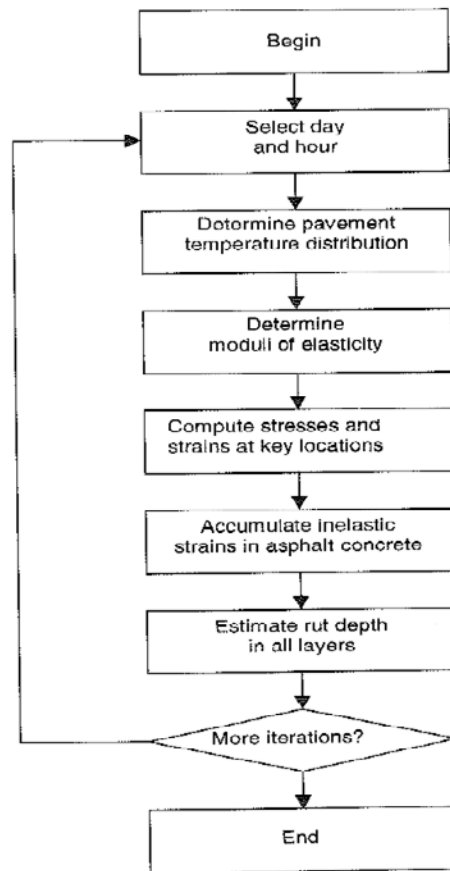 Begin
Select day
and hour
Dotormine pavement
temperature distribution
Determine
moduli of elasticity
Compute stresses and
strains at key locations
Accumulate inelastic
strains in asphalt concrete
Estimate rut depth
in all layers
More iterations?
End